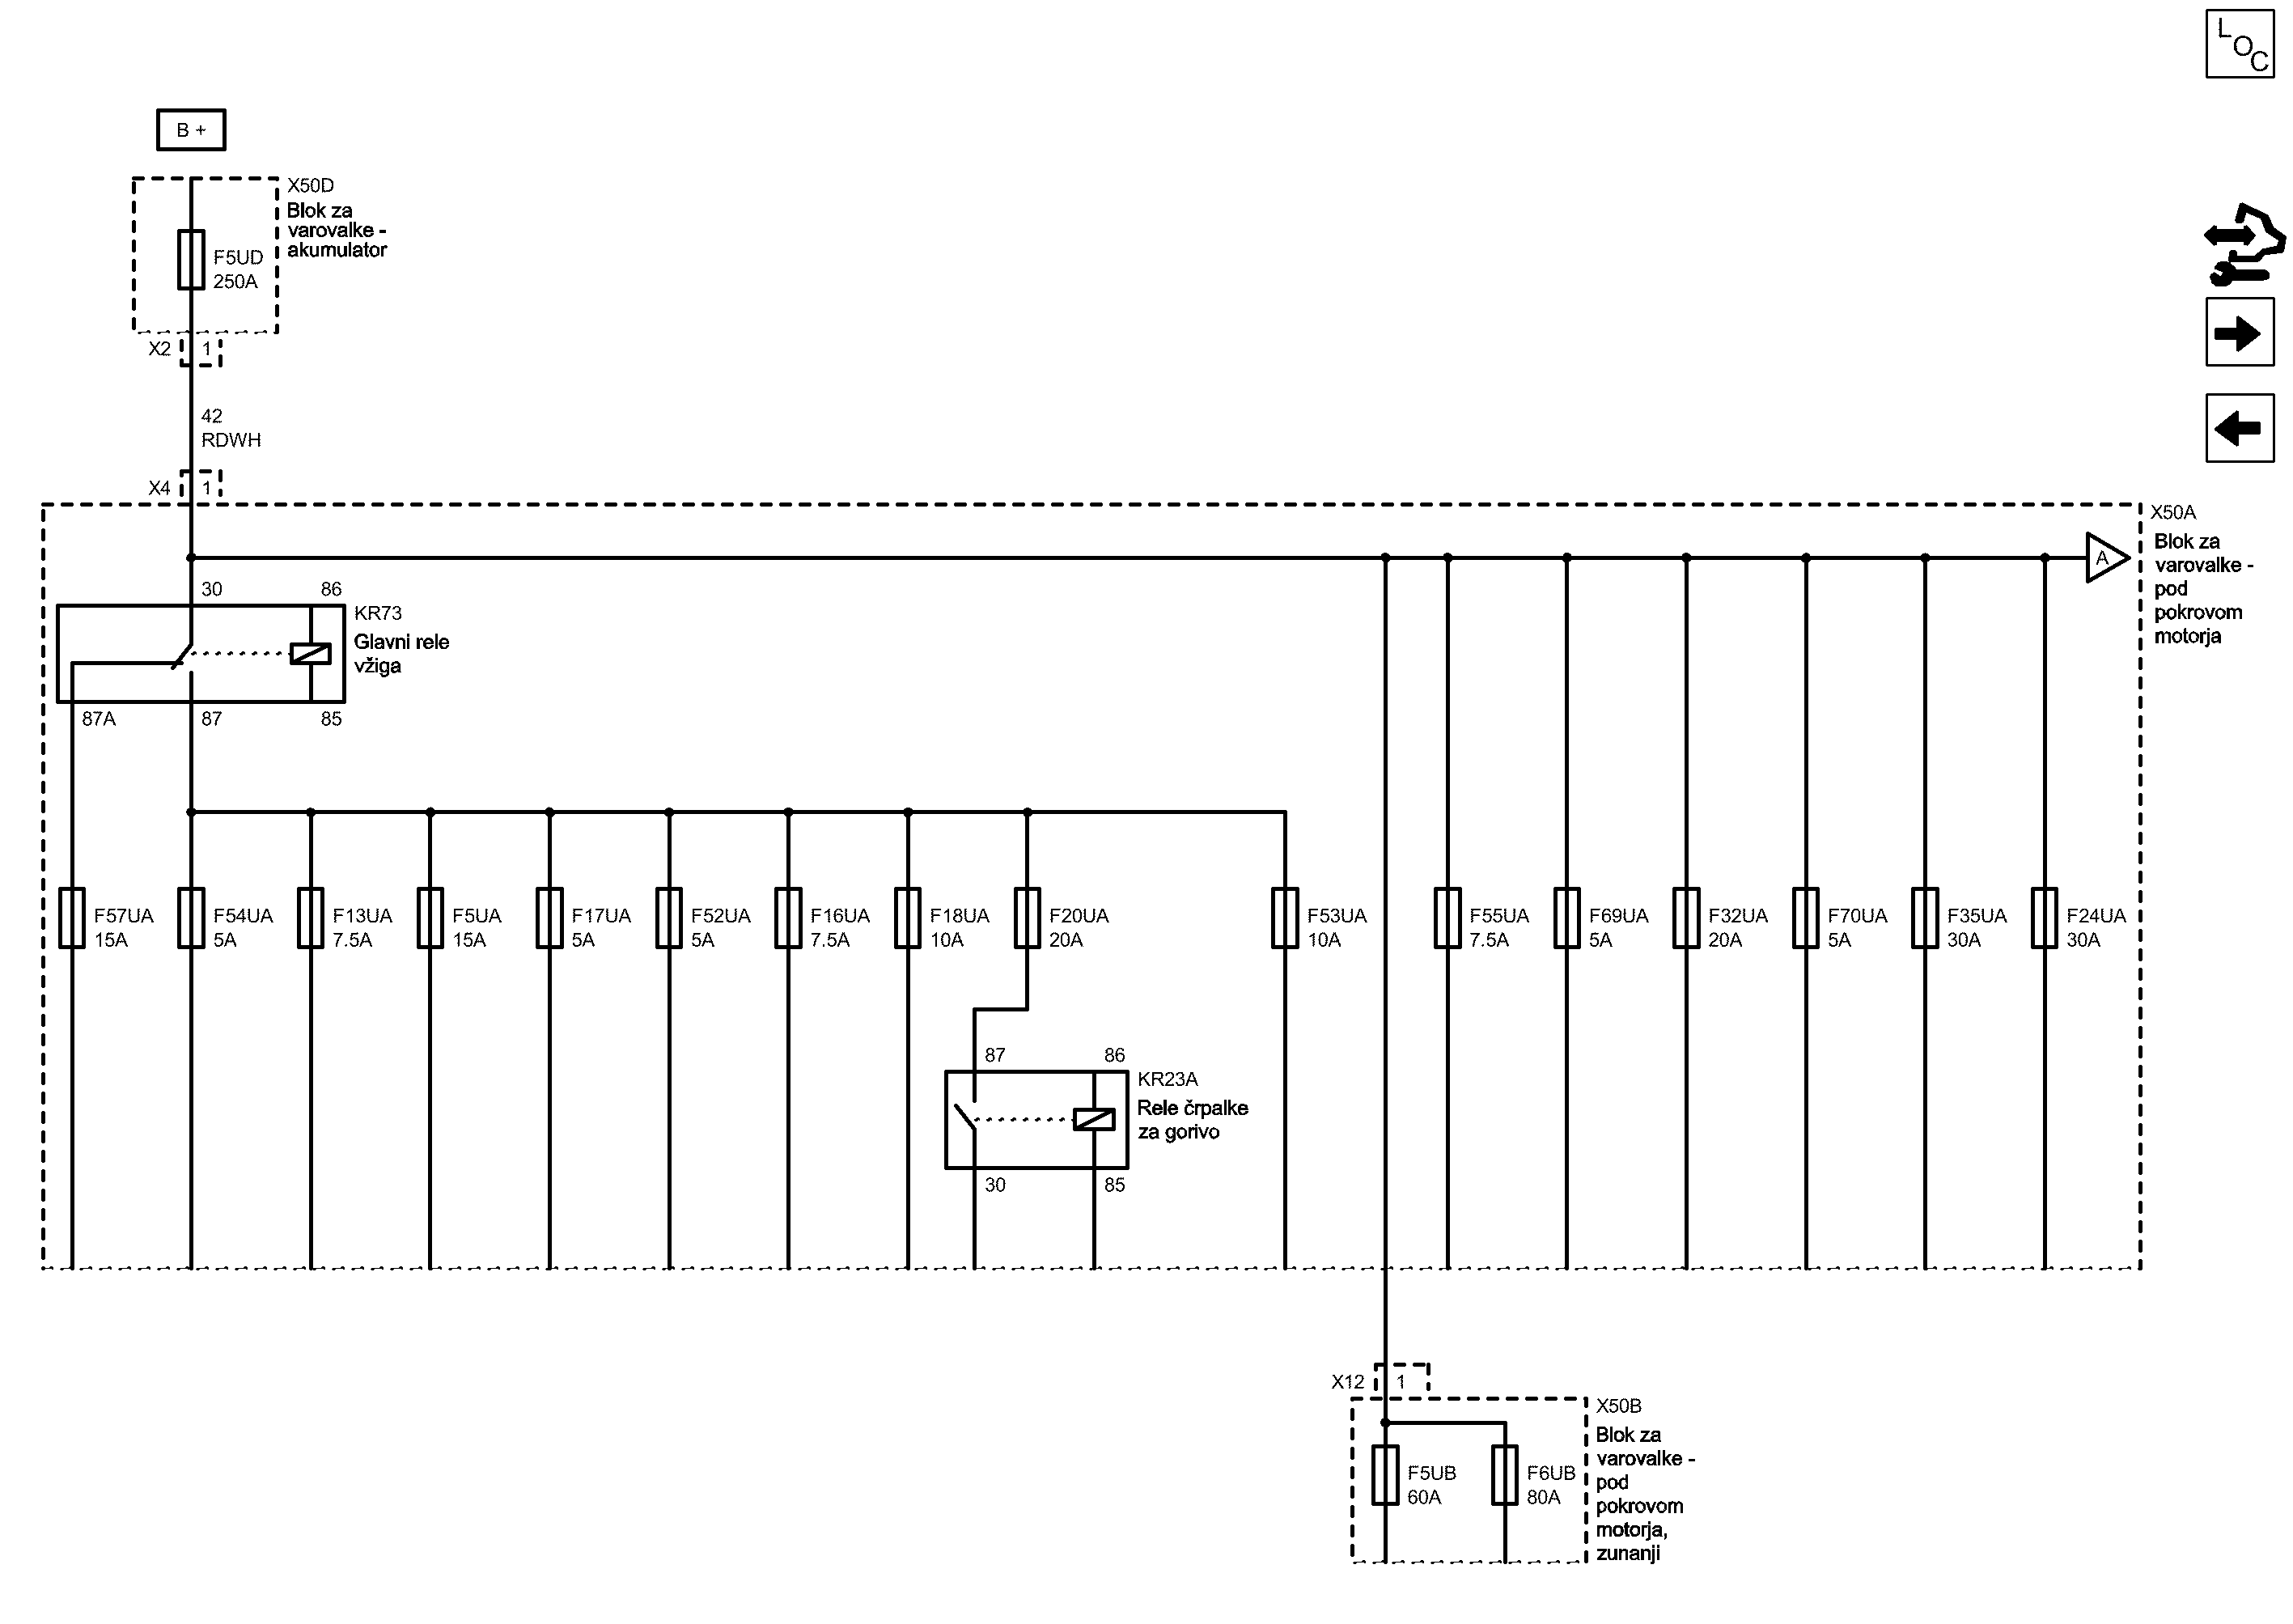 LOC
B +
X50D
Blok za
varovalke -
akumulator
F5UD
250A
X2
1
42
RDWH
X4
1
X50A
Blok za
varovalke -
pod
pokrovom
motorja
A
30
86
KR73
Glavni rele
vžiga
87A
87
85
F57UA
15A
F54UA
5A
F13UA
7.5A
F5UA
15A
F17UA
5A
F52UA
5A
F16UA
7.5A
F18UA
10A
F20UA
20A
F53UA
10A
F55UA
7.5A
F69UA
5A
F32UA
20A
F70UA
5A
F35UA
30A
F24UA
30A
87
86
KR23A
Rele črpalke
za gorivo
30
85
X12
1
X50B
Blok za
varovalke -
pod
pokrovom
motorja,
zunanji
F5UB
60A
F6UB
80A